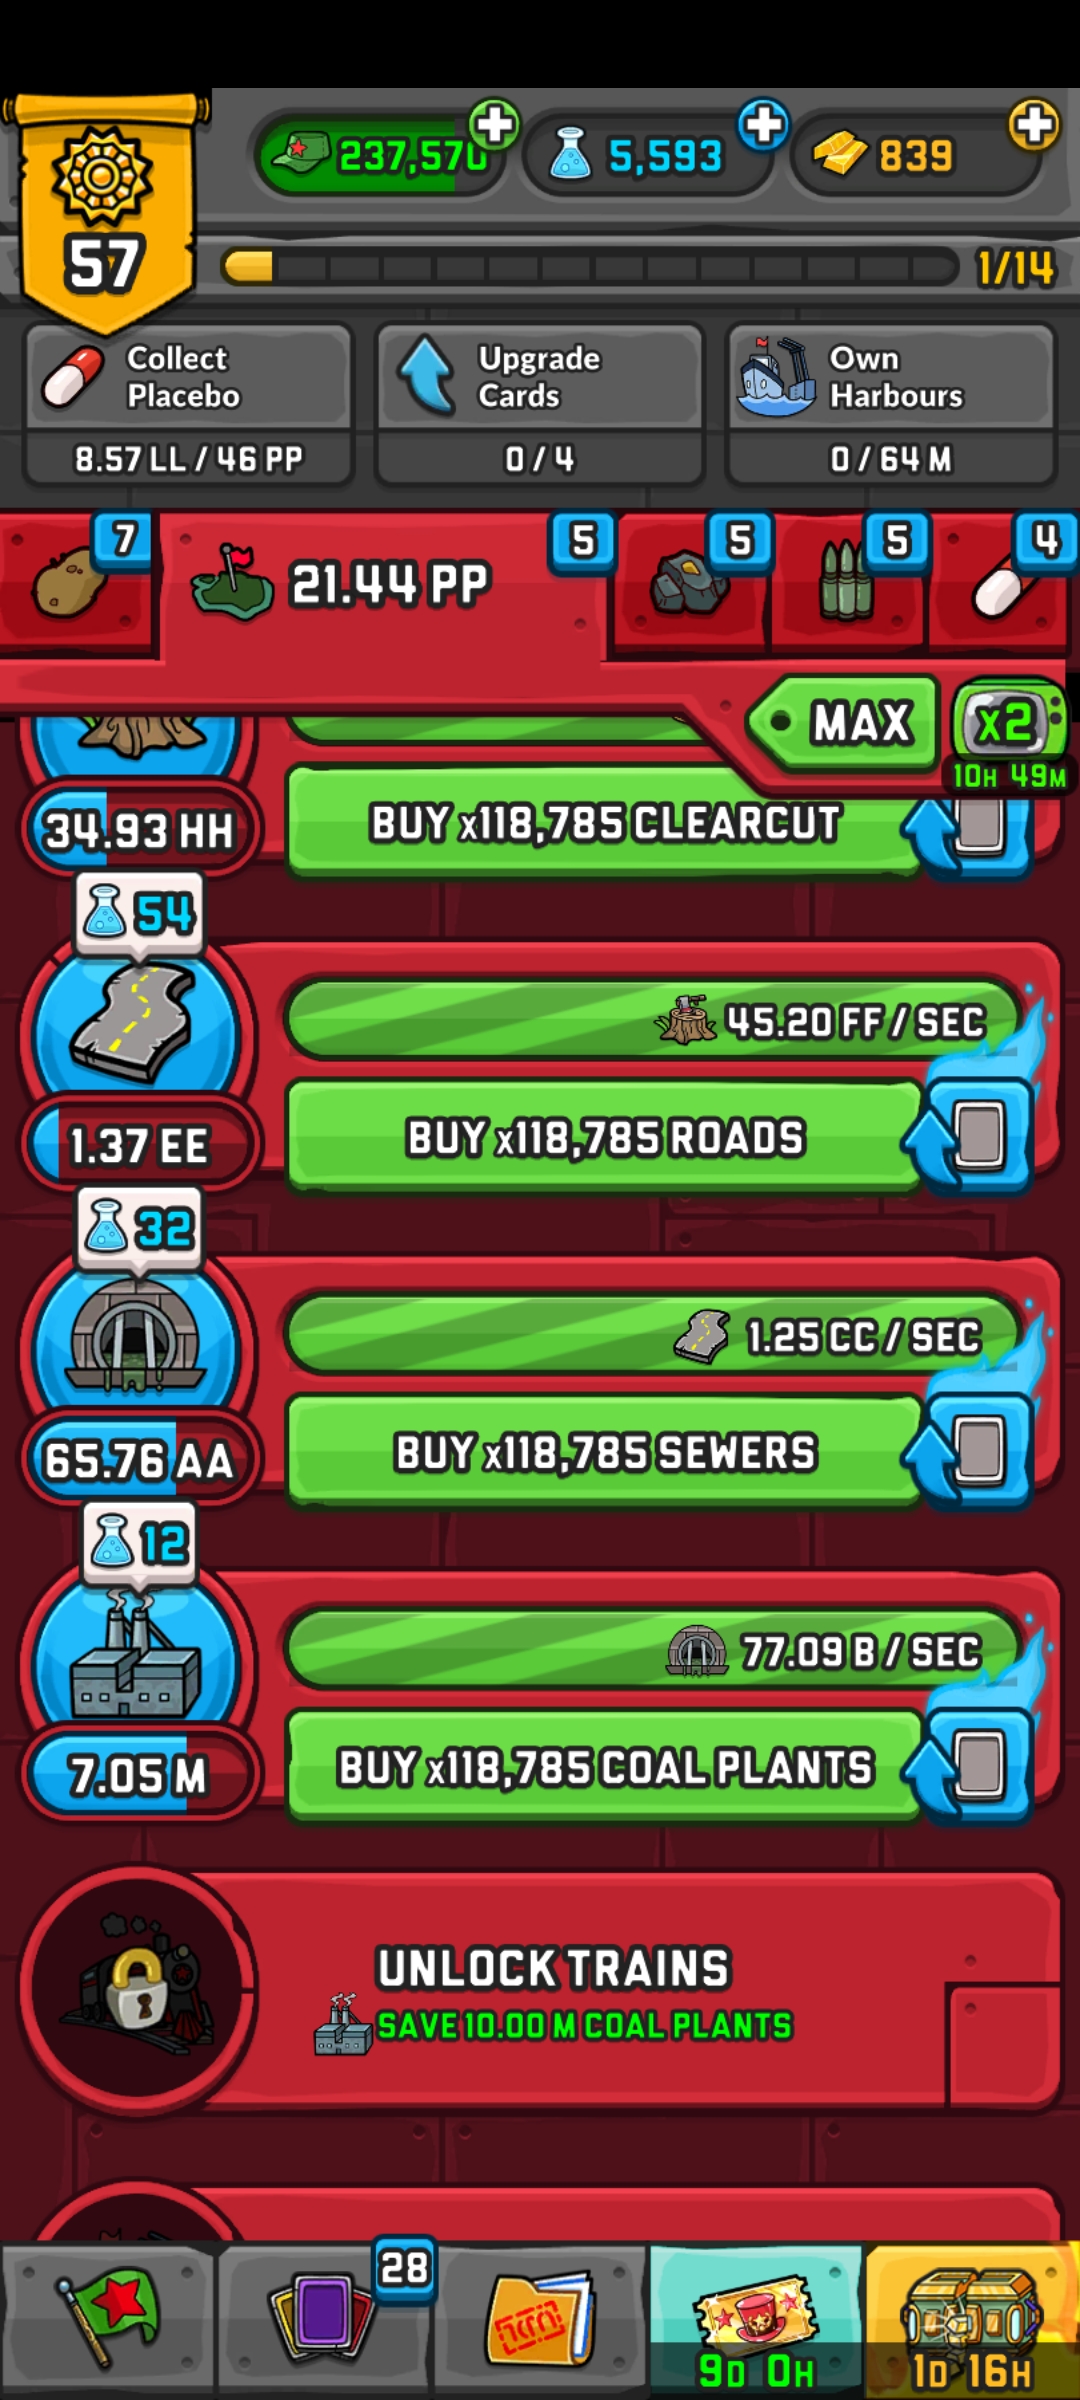 57
237,570
5,593
839
1/14
Collect
Placebo
8.57 LL / 46 PP
Upgrade
Cards
0 / 4
Own
Harbours
0 / 64 M
7
21.44 PP
5
5
5
4
MAX
x2
10H 49M
34.93 HH
BUY x118,785 CLEARCUT
54
45.20 FF / SEC
1.37 EE
BUY x118,785 ROADS
32
1.25 CC / SEC
65.76 AA
BUY x118,785 SEWERS
12
77.09 B / SEC
7.05 M
BUY x118,785 COAL PLANTS
UNLOCK TRAINS
SAVE 10.00 M COAL PLANTS
28
9D 0H
1D 16H